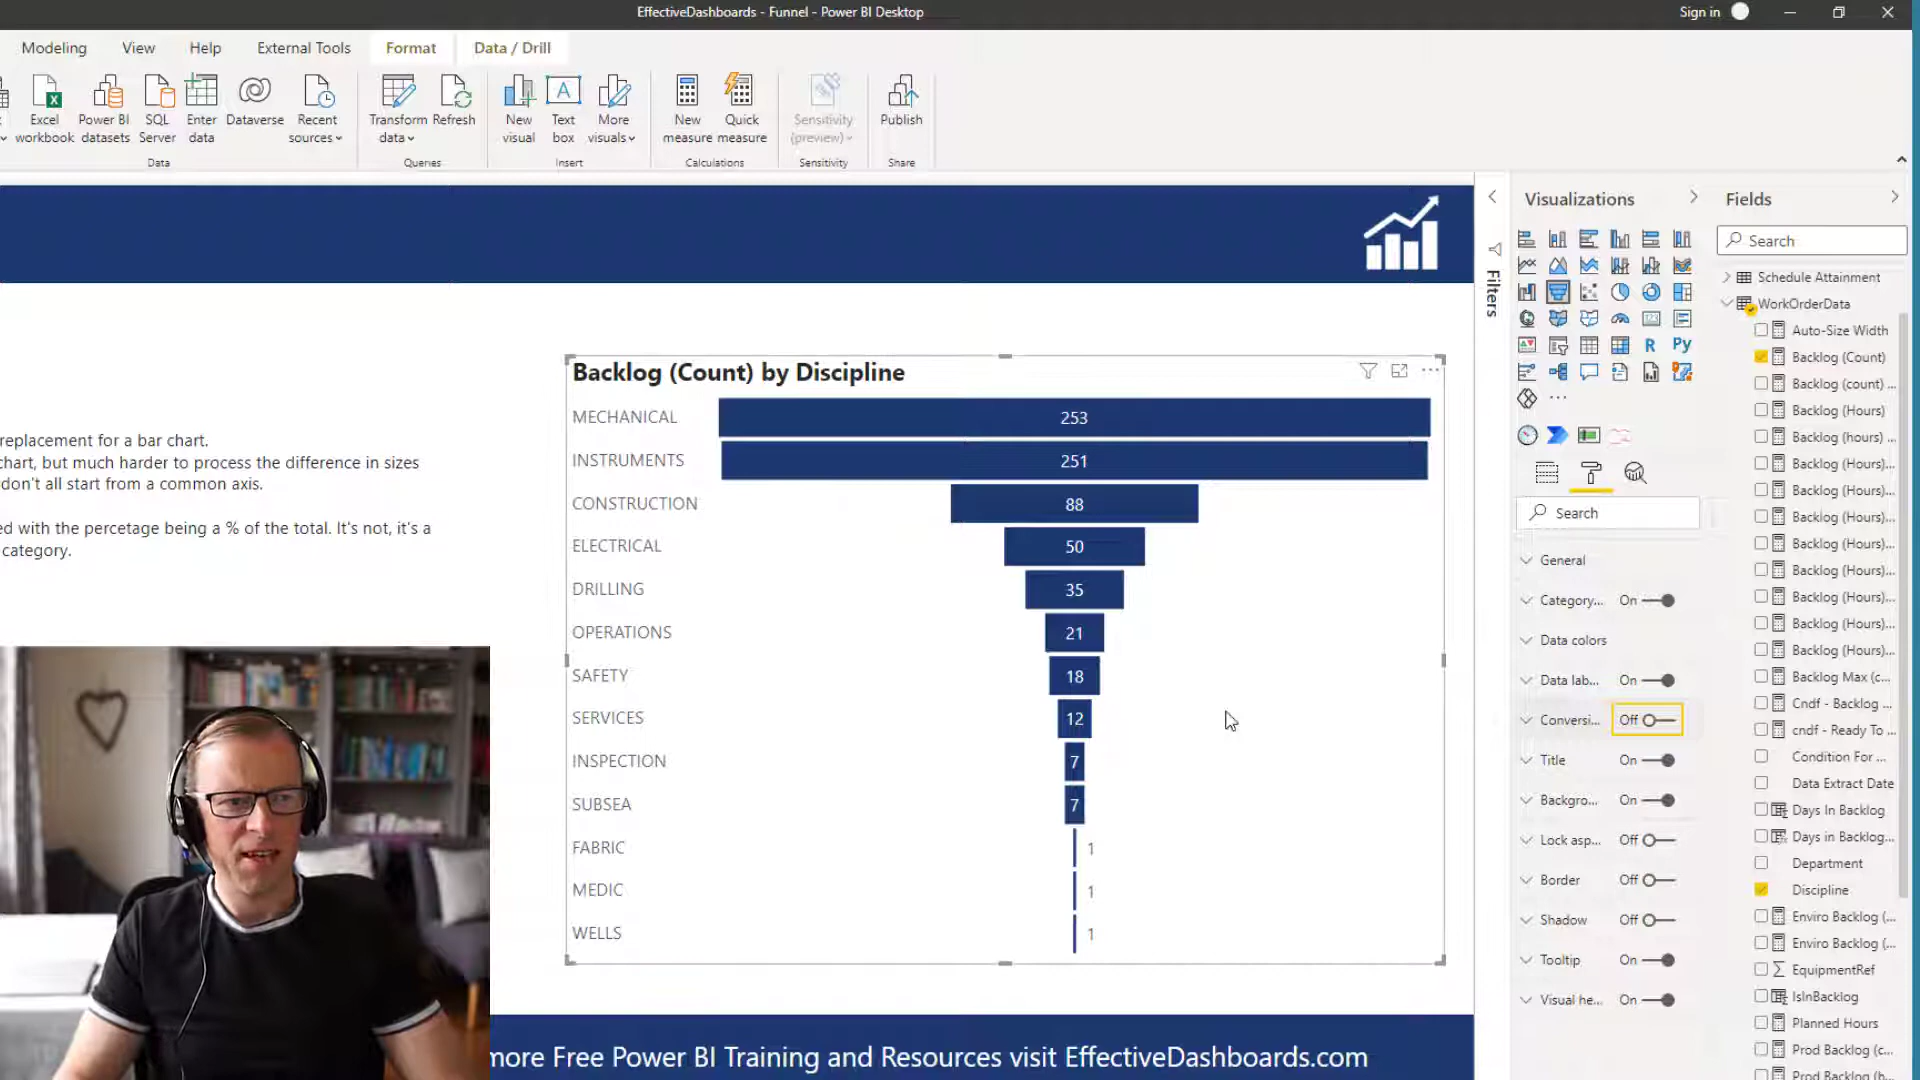 EffectiveDashboards - Funnel - Power BI Desktop
Sign in
Modeling
View
Help
External Tools
Format
Data / Drill
Excel workbook
Power BI datasets
SQL Server
Enter data
Dataverse
Recent sources
Transform data
Refresh
New visual
Text box
More visuals
New measure
Quick measure
Sensitivity (preview)
Publish
Data
Queries
Insert
Calculations
Sensitivity
Share
replacement for a bar chart.
chart, but much harder to process the difference in sizes
don't all start from a common axis.
ed with the percetage being a % of the total. It's not, it's a
category.
Backlog (Count) by Discipline
MECHANICAL 253
INSTRUMENTS 251
CONSTRUCTION 88
ELECTRICAL 50
DRILLING 35
OPERATIONS 21
SAFETY 18
SERVICES 12
INSPECTION 7
SUBSEA 7
FABRIC 1
MEDIC 1
WELLS 1
more Free Power BI Training and Resources visit EffectiveDashboards.com
Filters
Visualizations
R
Py
Search
General
Category... On
Data colors
Data lab... On
Conversi... Off
Title On
Backgro... On
Lock asp... Off
Border Off
Shadow Off
Tooltip On
Visual he... On
Fields
Search
Schedule Attainment
WorkOrderData
Auto-Size Width
Backlog (Count)
Backlog (count) ...
Backlog (Hours)
Backlog (hours) ...
Backlog (Hours)...
Backlog (Hours)...
Backlog (Hours)...
Backlog (Hours)...
Backlog (Hours)...
Backlog (Hours)...
Backlog (Hours)...
Backlog (Hours)...
Backlog Max (c...
Cndf - Backlog ...
cndf - Ready To ...
Condition For ...
Data Extract Date
Days In Backlog
Days in Backlog...
Department
Discipline
Enviro Backlog (...
Enviro Backlog (...
EquipmentRef
IsInBacklog
Planned Hours
Prod Backlog (c...
Prod Backlog (h...